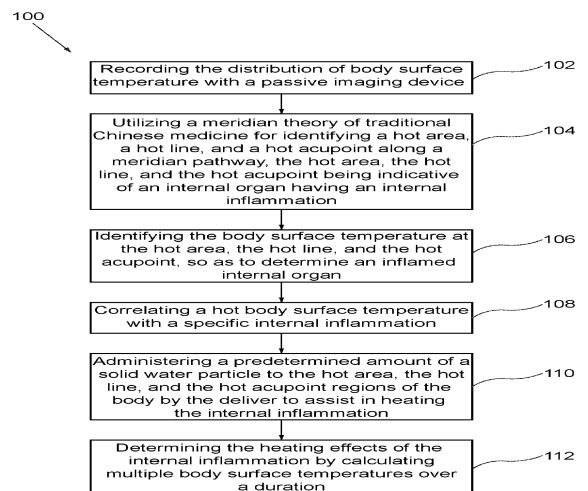 100
Recording the distribution of body surface
temperature with a passive imaging device
102
Utilizing a meridian theory of traditional
Chinese medicine for identifying a hot area,
a hot line, and a hot acupoint along a
meridian pathway, the hot area, the hot
line, and the hot acupoint being indicative
of an internal organ having an internal
inflammation
104
Identifying the body surface temperature at
the hot area, the hot line, and the hot
acupoint, so as to determine an inflamed
internal organ
106
Correlating a hot body surface temperature
with a specific internal inflammation
108
Administering a predetermined amount of a
solid water particle to the hot area, the hot
line, and the hot acupoint regions of the
body by the deliver to assist in heating
the internal inflammation
110
Determining the heating effects of the
internal inflammation by calculating
multiple body surface temperatures over
a duration
112